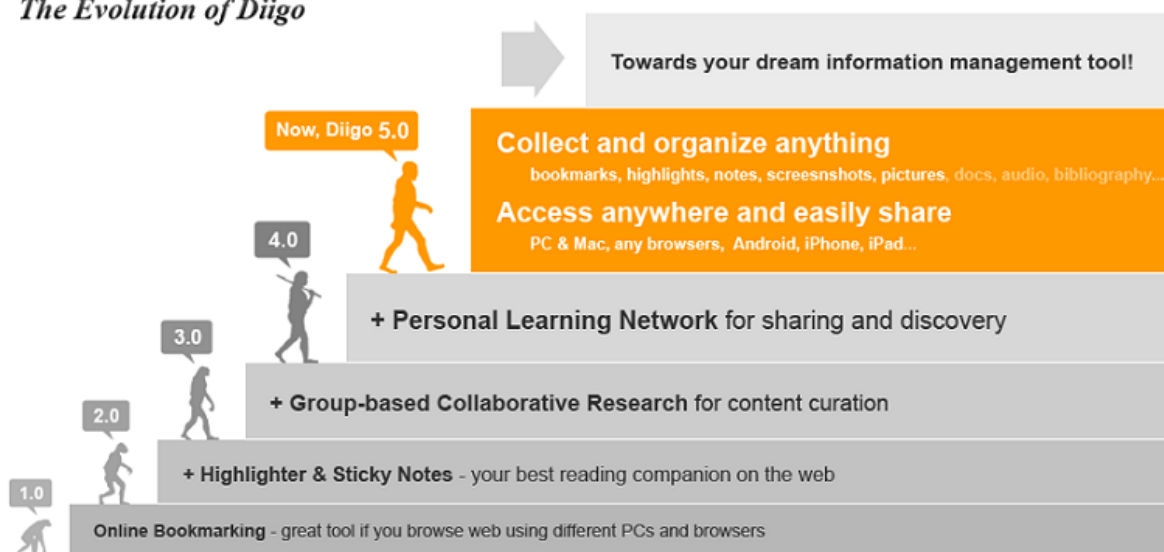 The Evolution of Diigo
Towards your dream information management tool!
Now, Diigo 5.0
Collect and organize anything
bookmarks, highlights, notes, screesnshots, pictures, docs, audio, bibliography...
Access anywhere and easily share
PC & Mac, any browsers, Android, iPhone, iPad...
4.0
+ Personal Learning Network for sharing and discovery
3.0
+ Group-based Collaborative Research for content curation
2.0
+ Highlighter & Sticky Notes - your best reading companion on the web
1.0
Online Bookmarking - great tool if you browse web using different PCs and browsers